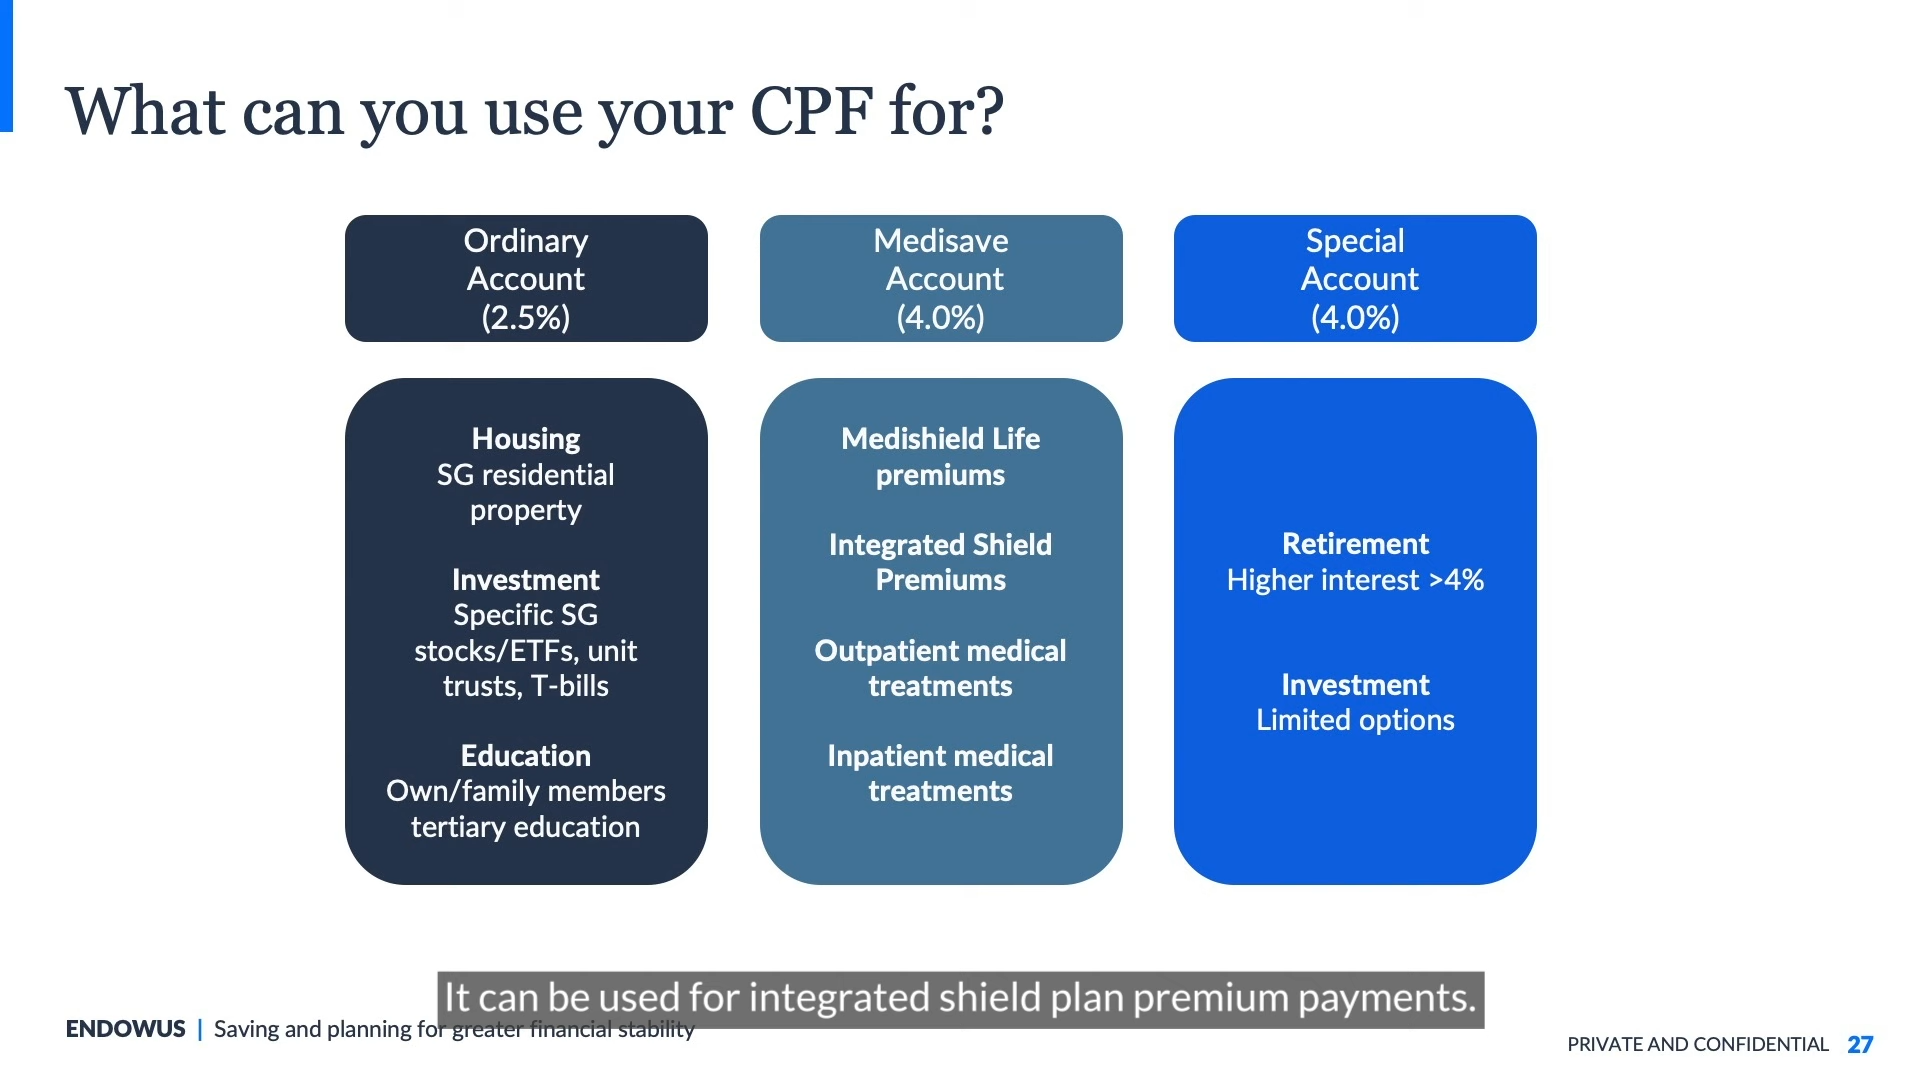 What can you use your CPF for?
Ordinary
Account
(2.5%)
Medisave
Account
(4.0%)
Special
Account
(4.0%)
Housing
SG residential
property
Investment
Specific SG
stocks/ETFs, unit
trusts, T-bills
Education
Own/family members
tertiary education
Medishield Life
premiums
Integrated Shield
Premiums
Outpatient medical
treatments
Inpatient medical
treatments
Retirement
Higher interest >4%
Investment
Limited options
It can be used for integrated shield plan premium payments.
ENDOWUS | Saving and planning for greater financial stability
PRIVATE AND CONFIDENTIAL 27